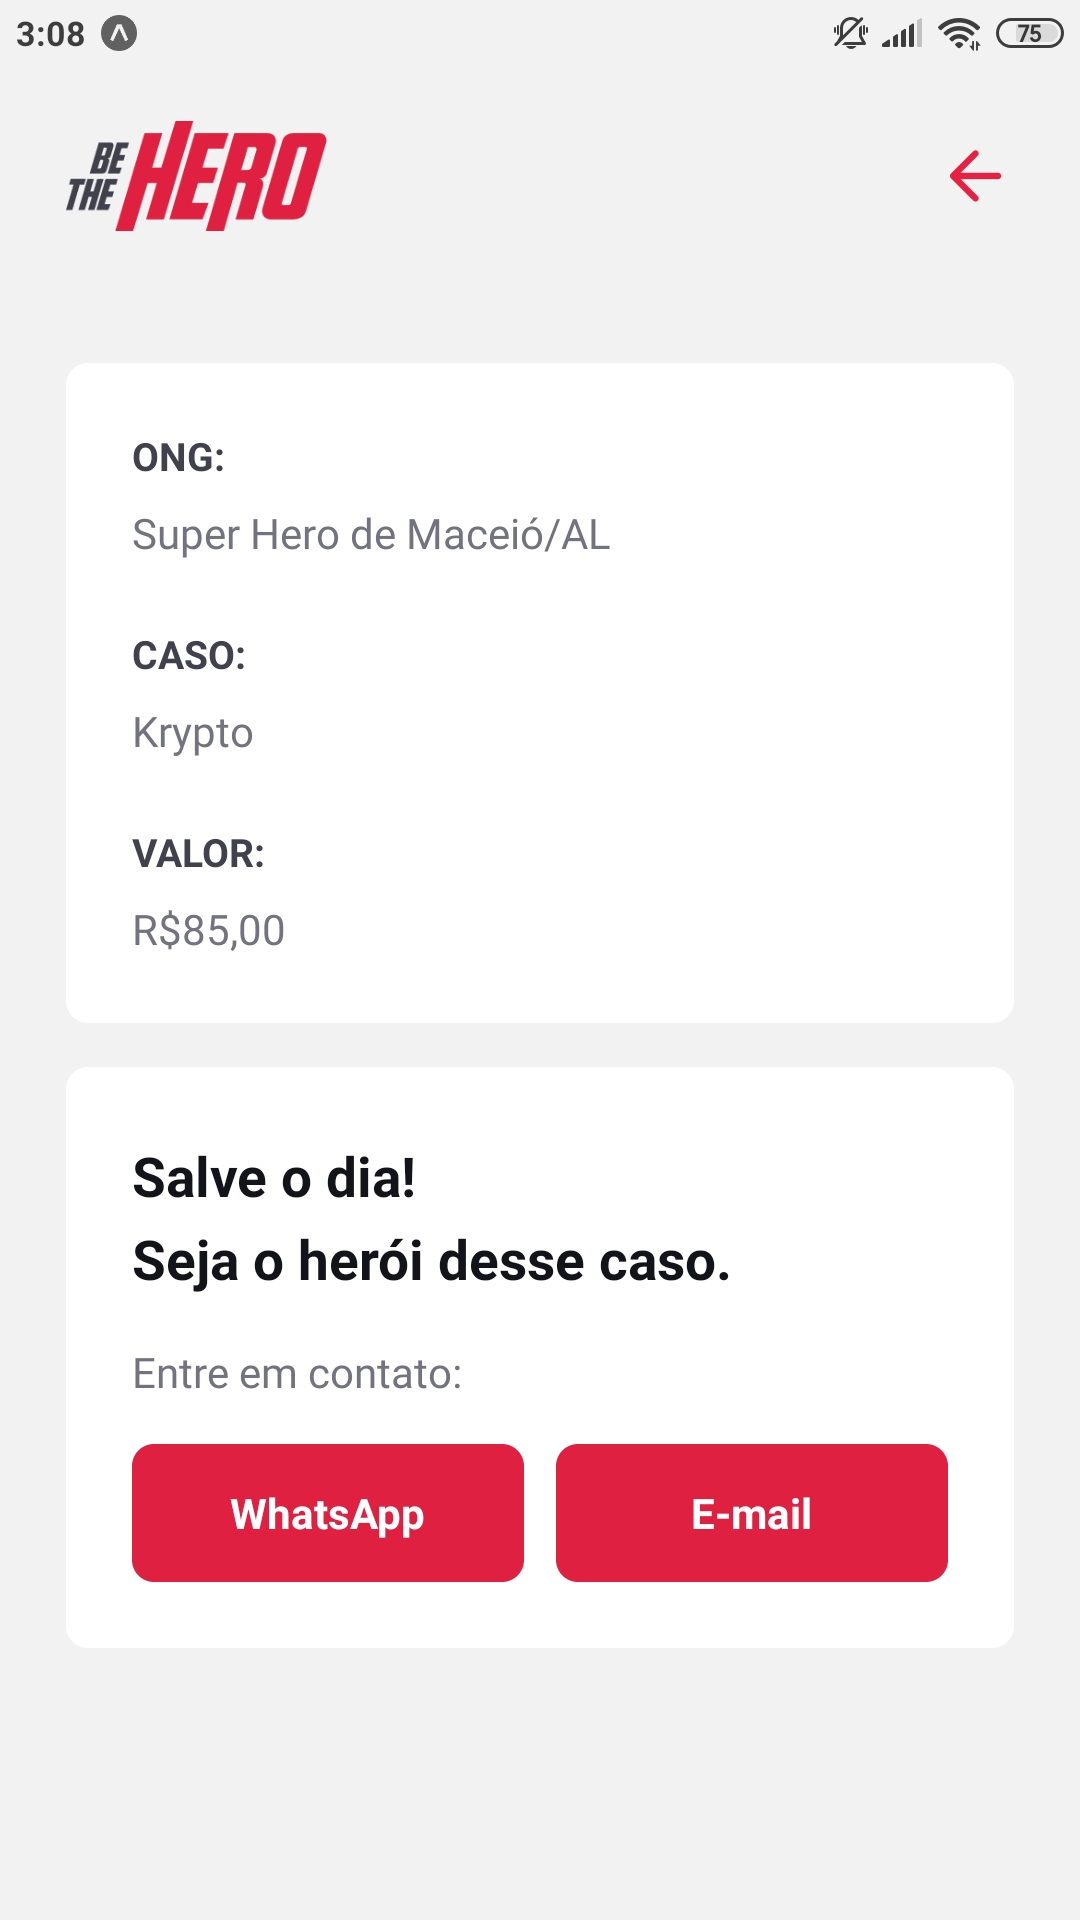 3:08
75
BE
THE
HERO
ONG:
Super Hero de Maceió/AL
CASO:
Krypto
VALOR:
R$85,00
Salve o dia!
Seja o herói desse caso.
Entre em contato:
WhatsApp
E-mail